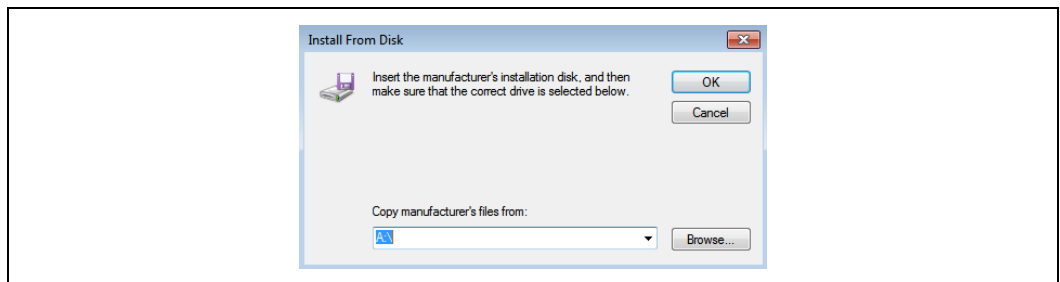 Install From Disk
Insert the manufacturer's installation disk, and then
make sure that the correct drive is selected below.
OK
Cancel
Copy manufacturer's files from:
A:\
Browse...